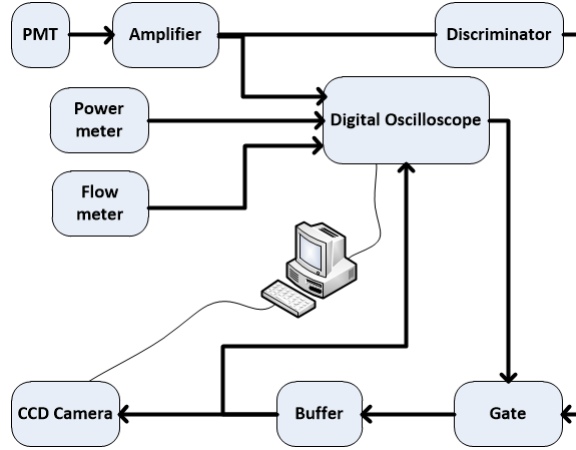 PMT
Amplifier
Discriminator
Power
meter
Digital Oscilloscope
Flow
meter
CCD Camera
Buffer
Gate